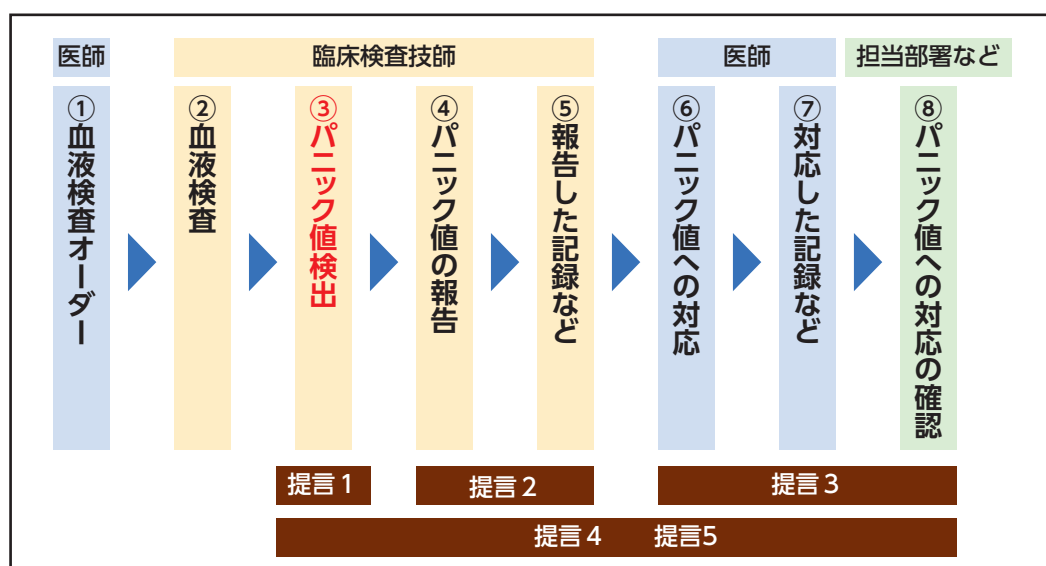 医師
臨床検査技師
医師
担当部署など
①血液検査オーダー
②血液検査
③パニック値検出
④パニック値の報告
⑤報告した記録など
⑥パニック値への対応
⑦対応した記録など
⑧パニック値への対応の確認
提言1
提言2
提言3
提言4 提言5